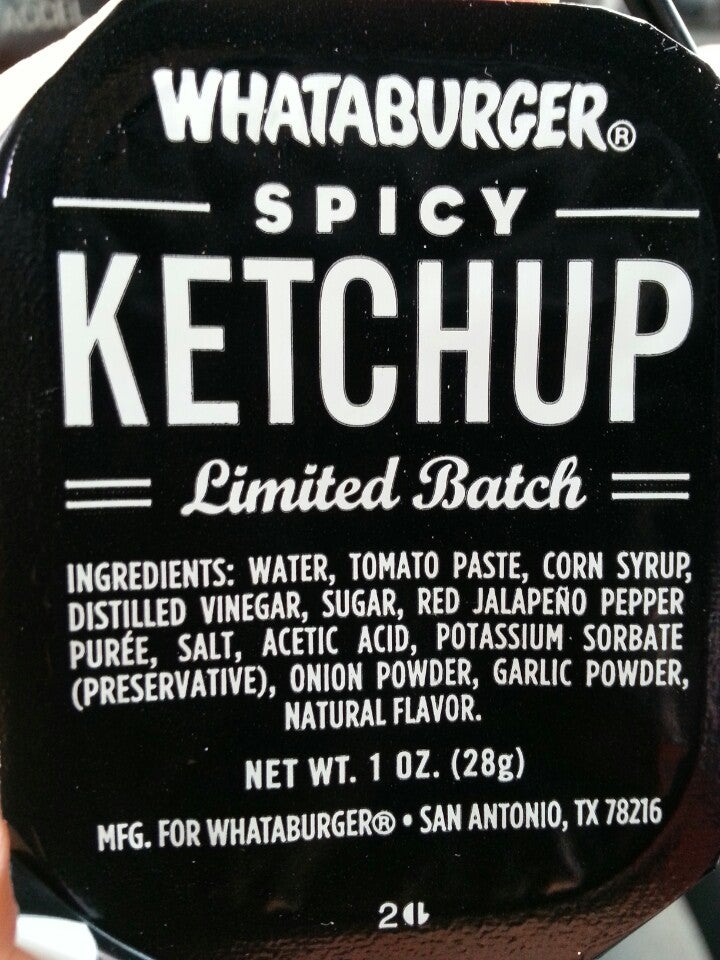 WHATABURGER®
SPICY
KETCHUP
Limited Batch
INGREDIENTS: WATER, TOMATO PASTE, CORN SYRUP,
DISTILLED VINEGAR, SUGAR, RED JALAPEÑO PEPPER
PURÉE, SALT, ACETIC ACID, POTASSIUM SORBATE
(PRESERVATIVE), ONION POWDER, GARLIC POWDER,
NATURAL FLAVOR.
NET WT. 1 OZ. (28g)
MFG. FOR WHATABURGER® • SAN ANTONIO, TX 78216
2